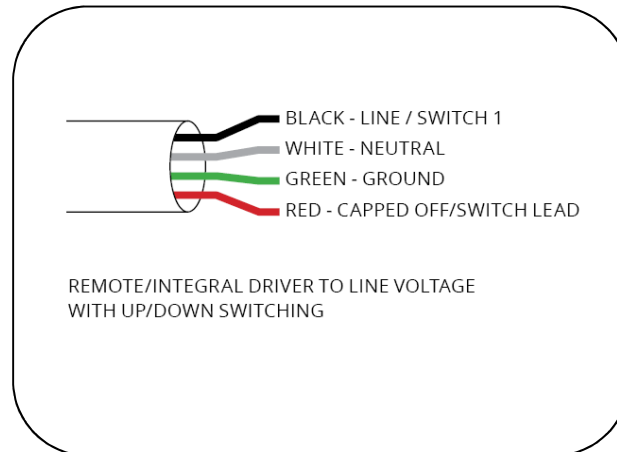 BLACK - LINE / SWITCH 1
WHITE - NEUTRAL
GREEN - GROUND
RED - CAPPED OFF/SWITCH LEAD
REMOTE/INTEGRAL DRIVER TO LINE VOLTAGE
WITH UP/DOWN SWITCHING